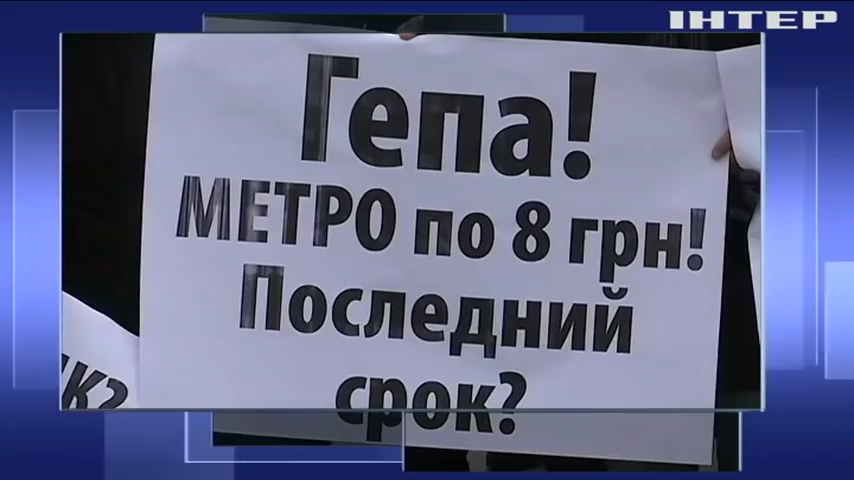 ІНТЕР
Гепа!
МЕТРО по 8 грн!
Последний
срок?